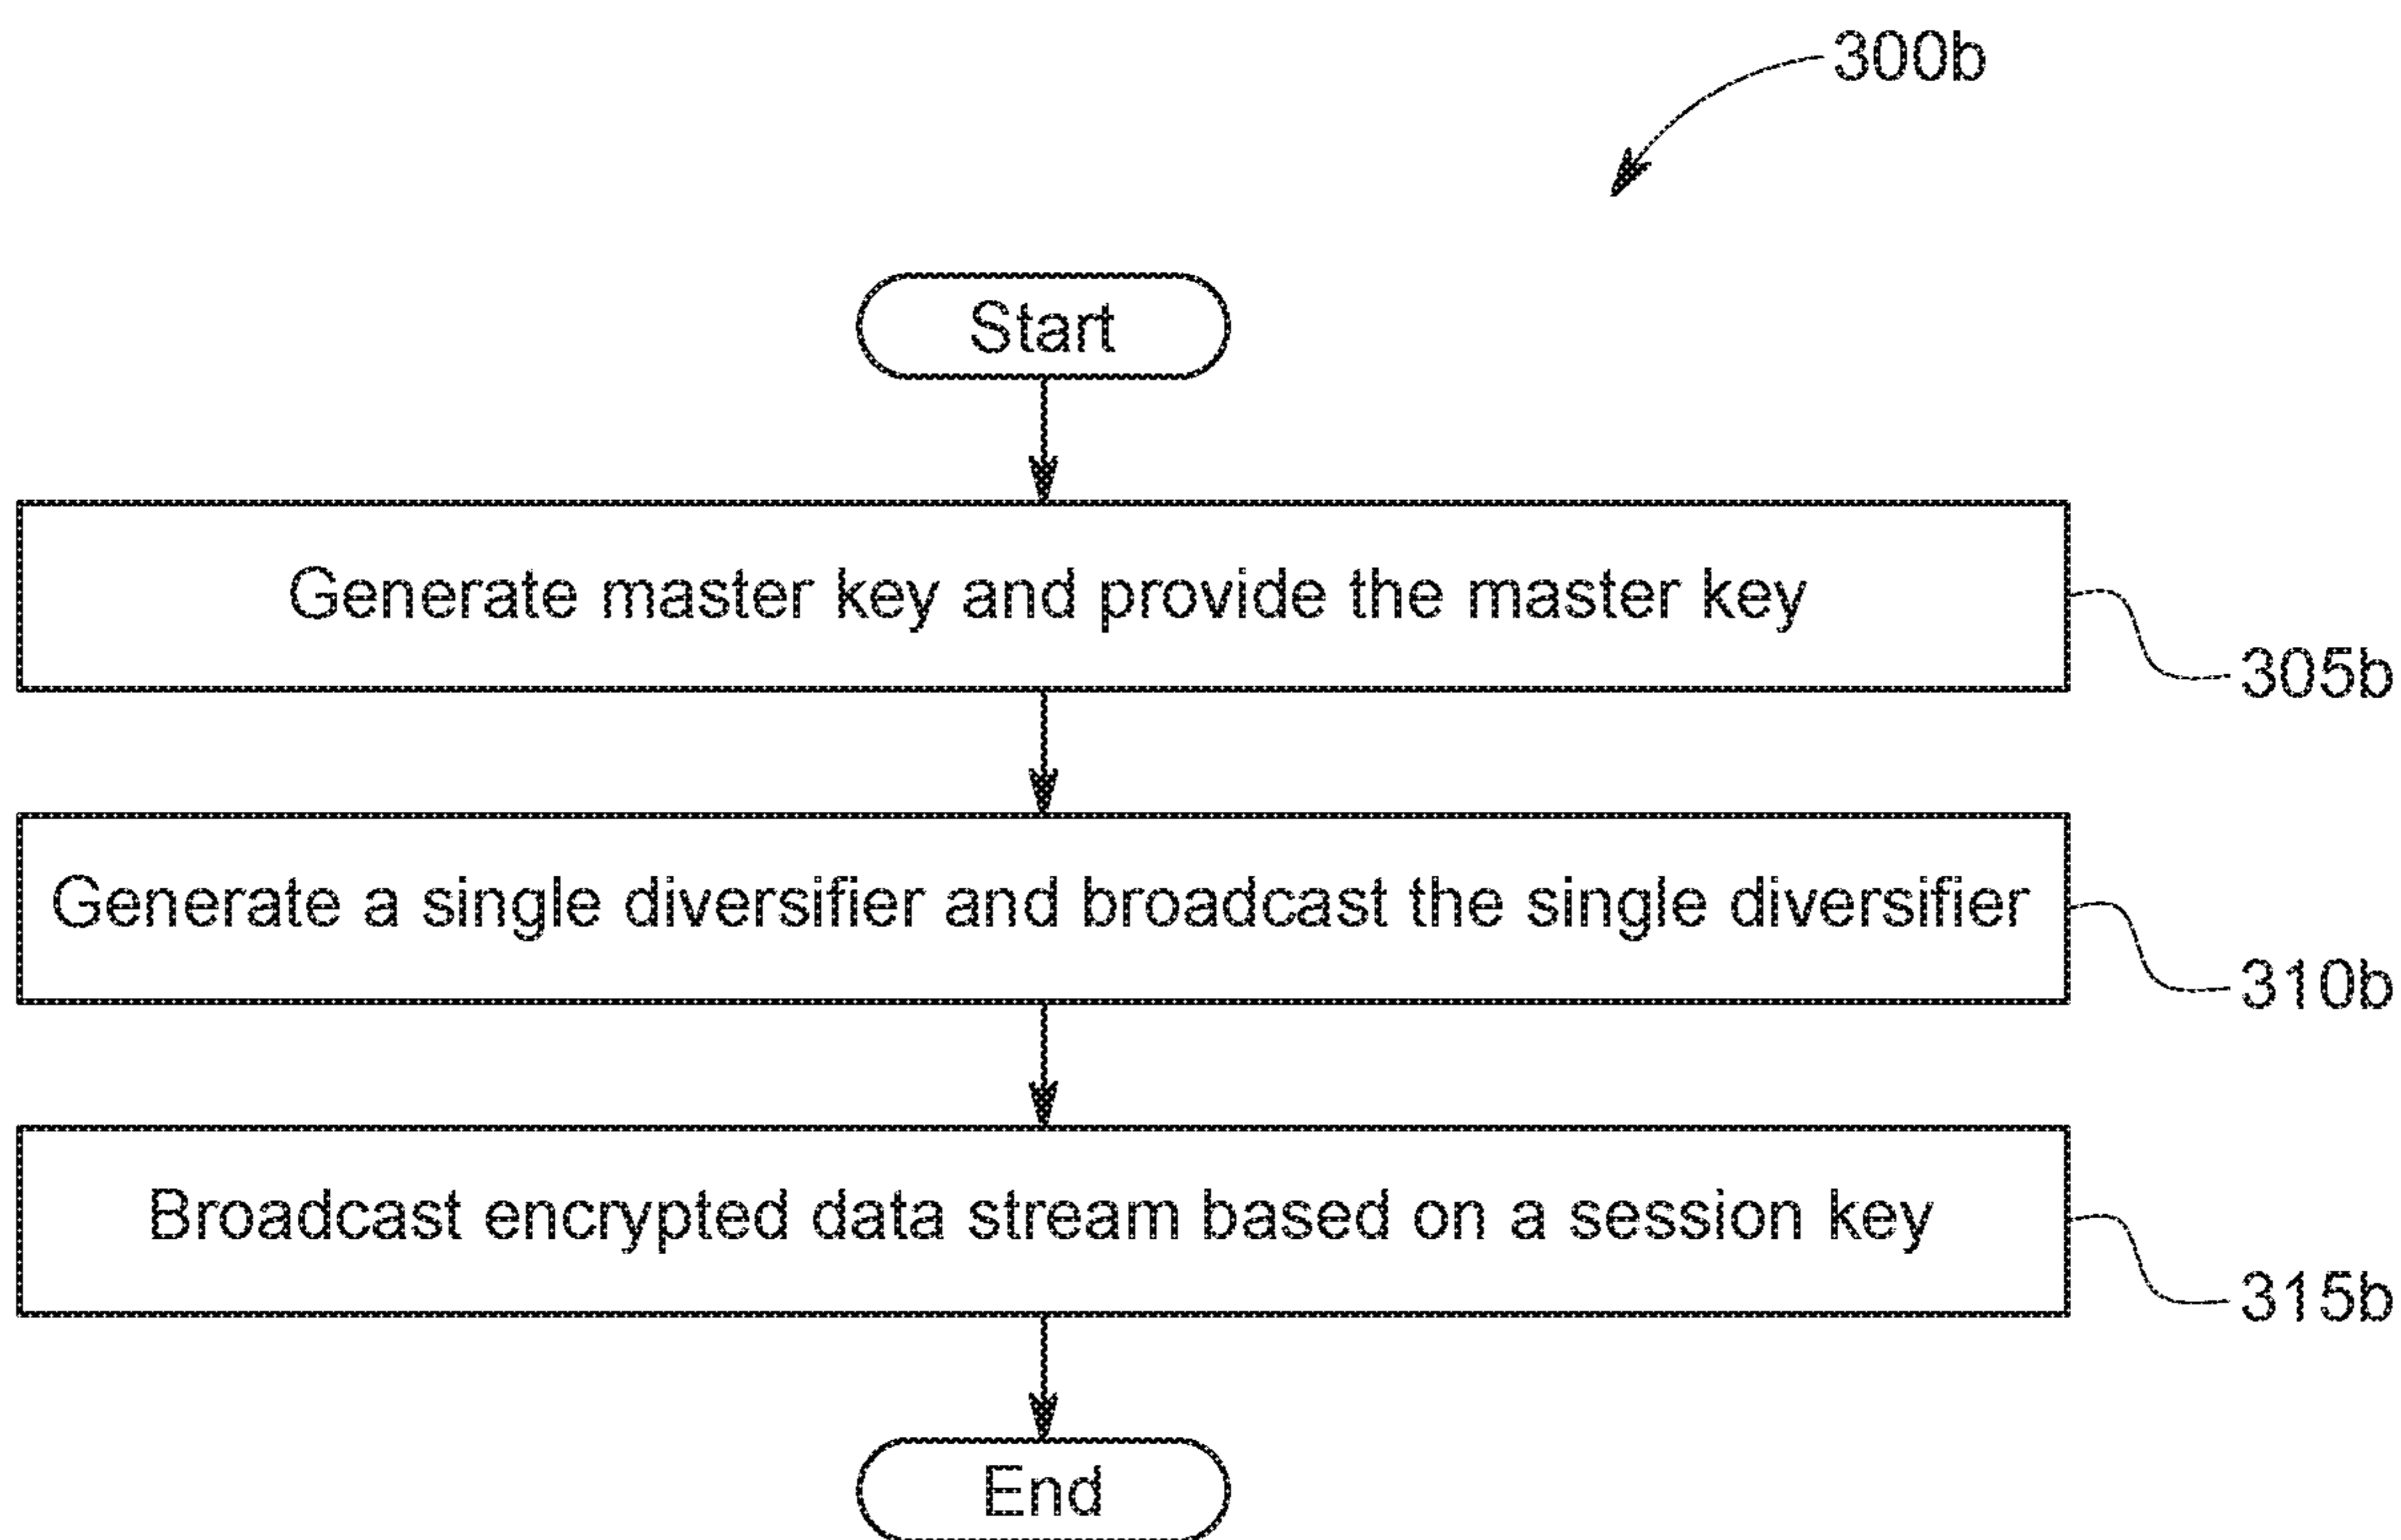 300b
Start
Generate master key and provide the master key
305b
Generate a single diversifier and broadcast the single diversifier
310b
Broadcast encrypted data stream based on a session key
315b
End